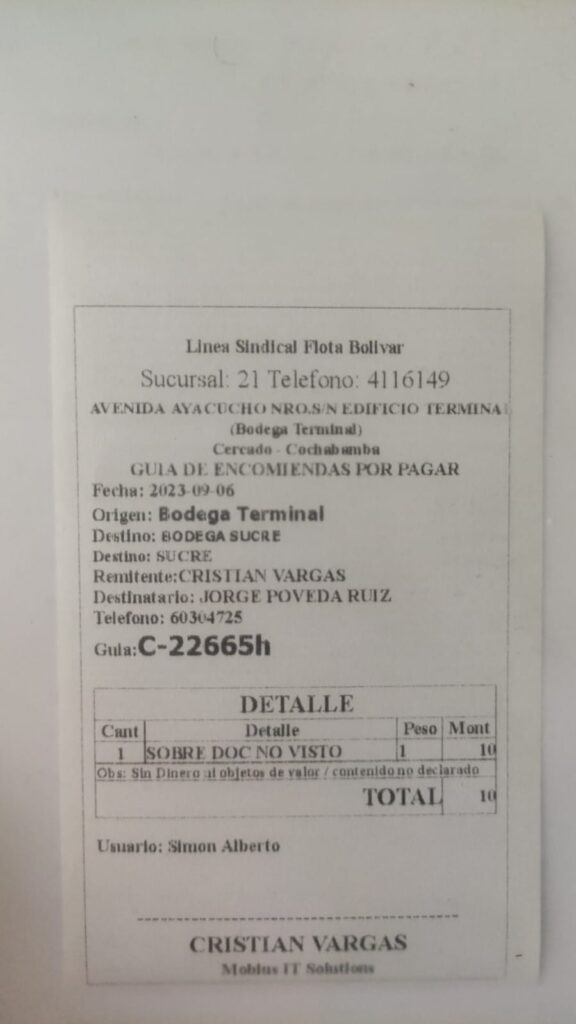 Linea Sindical Flota Bolivar
Sucursal: 21 Telefono: 4116149
AVENIDA AYACUCHO NRO.S/N EDIFICIO TERMINAL
(Bodega Terminal)
Cercado - Cochabamba
GUIA DE ENCOMIENDAS POR PAGAR
Fecha: 2023-09-06
Origen: Bodega Terminal
Destino: BODEGA SUCRE
Destino: SUCRE
Remitente:CRISTIAN VARGAS
Destinatario: JORGE POVEDA RUIZ
Telefono: 60304725
Guia:C-22665h
DETALLE
Cant Detalle Peso Mont
1 SOBRE DOC NO VISTO 1 10
Obs: Sin Dinero ni objetos de valor / contenido no declarado
TOTAL 10
Usuario: Simon Alberto
CRISTIAN VARGAS
Mobius IT Solutions